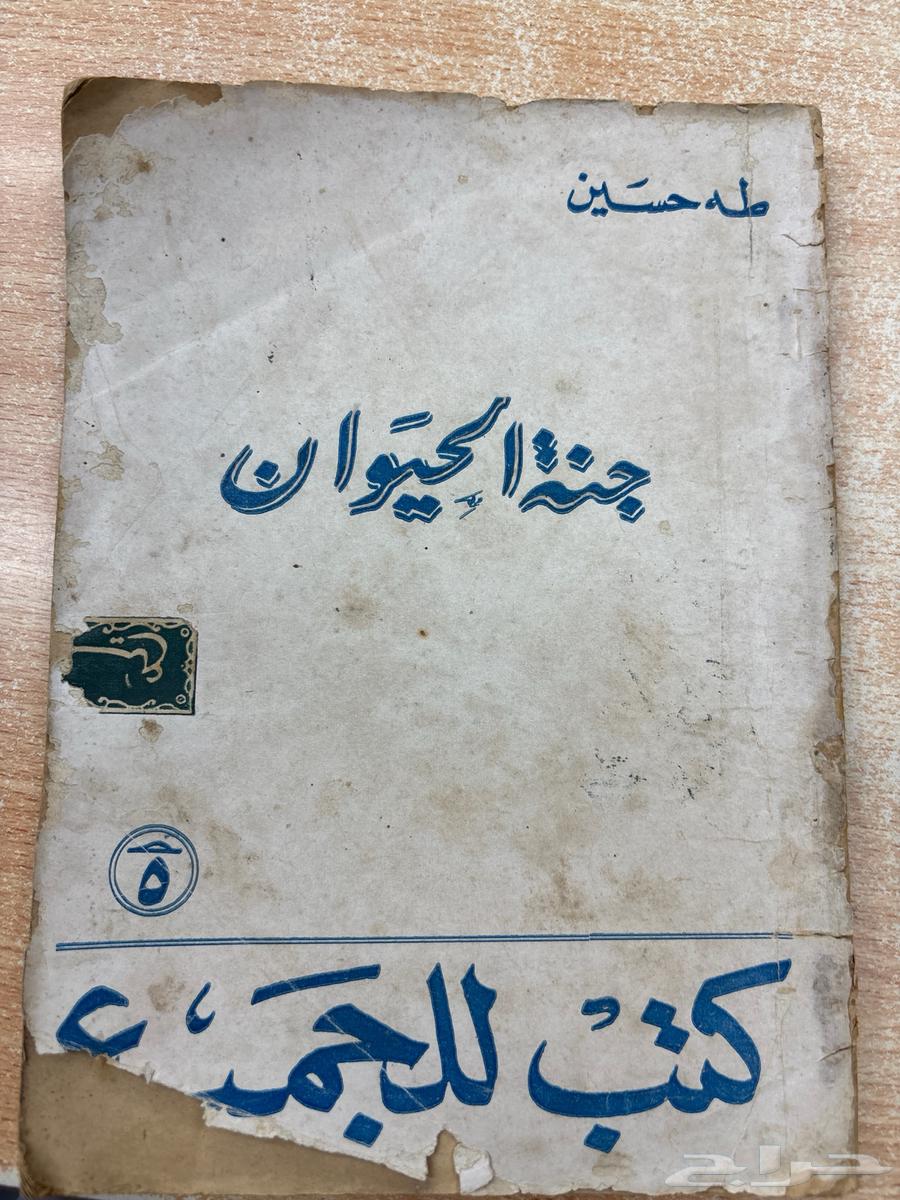 طه حسين
جنة الحيوان
٥
كتب للجميع
حراج